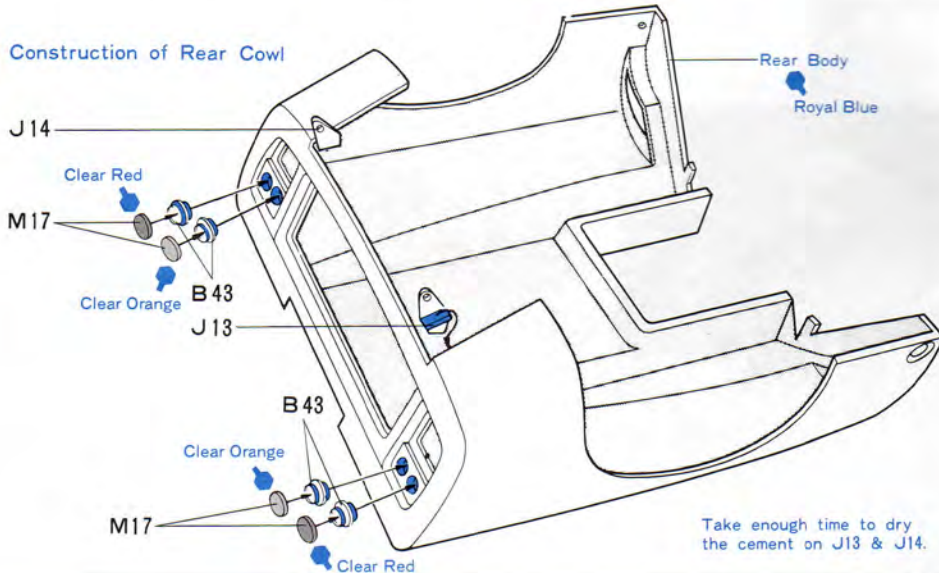 Construction of Rear Cowl
Rear Body
Royal Blue
J14
Clear Red
M17
Clear Orange
B43
J13
B43
Clear Orange
M17
Clear Red
Take enough time to dry
the cement on J13 & J14.